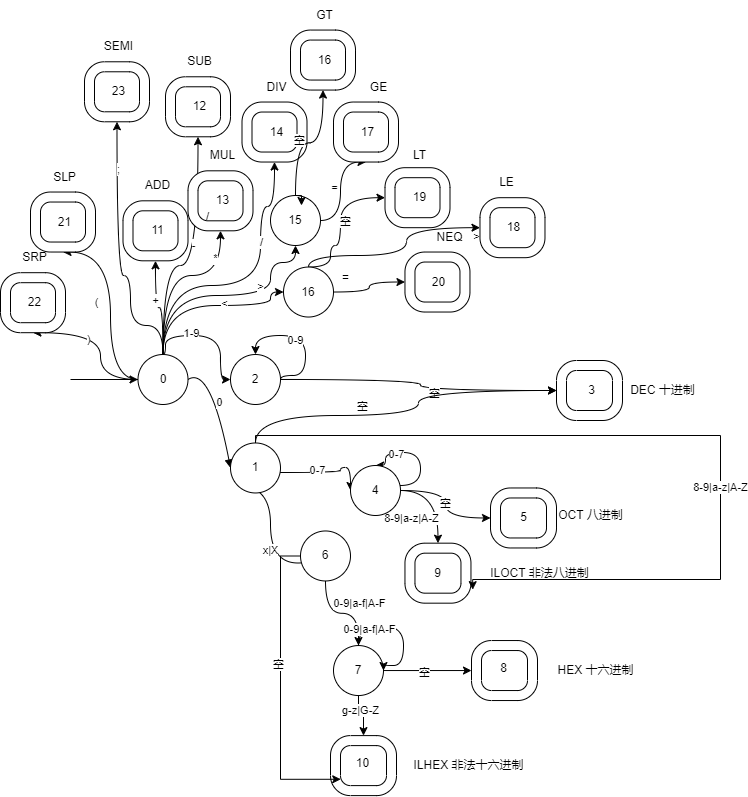 GT
SEMI
16
SUB
23
12
DIV
GE
14
17
空
MUL
LT
;
SLP
ADD
13
=
19
LE
21
11
/
15
空
18
SRP
-
*
/
NEQ
>
22
+
>
16
=
20
(
<
)
1-9
0-9
0
2
空
3
DEC 十进制
0
空
1
0-7
0-7
4
8-9|a-z|A-Z
空
5
OCT 八进制
8-9|a-z|A-Z
x|X
6
9
ILOCT 非法八进制
0-9|a-f|A-F
0-9|a-f|A-F
空
7
空
8
HEX 十六进制
g-z|G-Z
10
ILHEX 非法十六进制